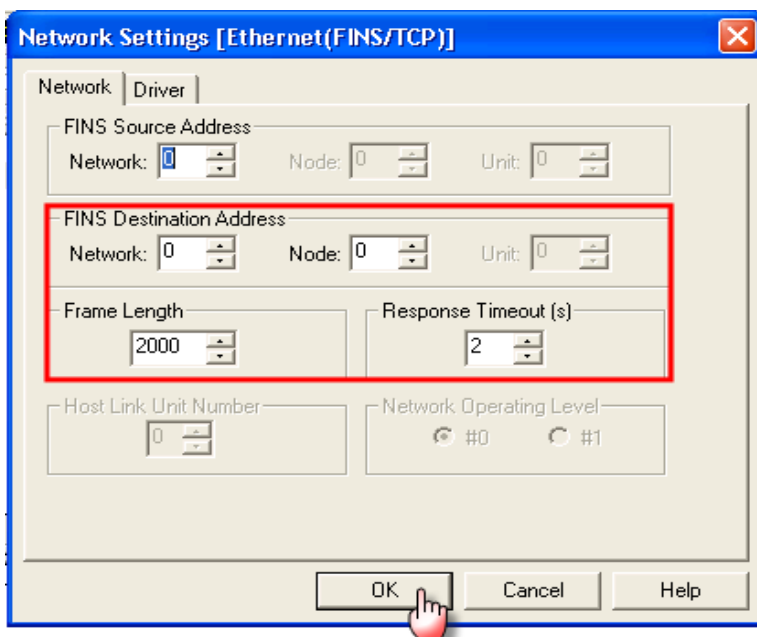 Network Settings [Ethernet(FINS/TCP)]
Network Driver
FINS Source Address
Network: 0 Node: 0 Unit: 0
FINS Destination Address
Network: 0 Node: 0 Unit: 0
Frame Length Response Timeout (s)
2000 2
Host Link Unit Number Network Operating Level
0 #0 #1
OK Cancel Help